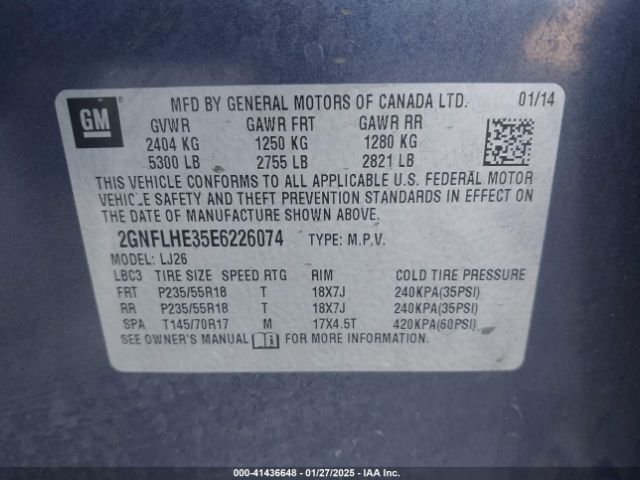 GM
MFD BY GENERAL MOTORS OF CANADA LTD. 01/14
GVWR GAWR FRT GAWR RR
2404 KG 1250 KG 1280 KG
5300 LB 2755 LB 2821 LB
THIS VEHICLE CONFORMS TO ALL APPLICABLE U.S. FEDERAL MOTOR
VEHICLE SAFETY AND THEFT PREVENTION STANDARDS IN EFFECT ON
THE DATE OF MANUFACTURE SHOWN ABOVE.
2GNFLHE35E6226074 TYPE: M.P.V.
MODEL: LJ26
LBC3 TIRE SIZE SPEED RTG RIM COLD TIRE PRESSURE
FRT P235/55R18 T 18X7J 240KPA(35PSI)
RR P235/55R18 T 18X7J 240KPA(35PSI)
SPA T145/70R17 M 17X4.5T 420KPA(60PSI)
SEE OWNER'S MANUAL FOR MORE INFORMATION.
000-41436648 - 01/27/2025 - IAA Inc.